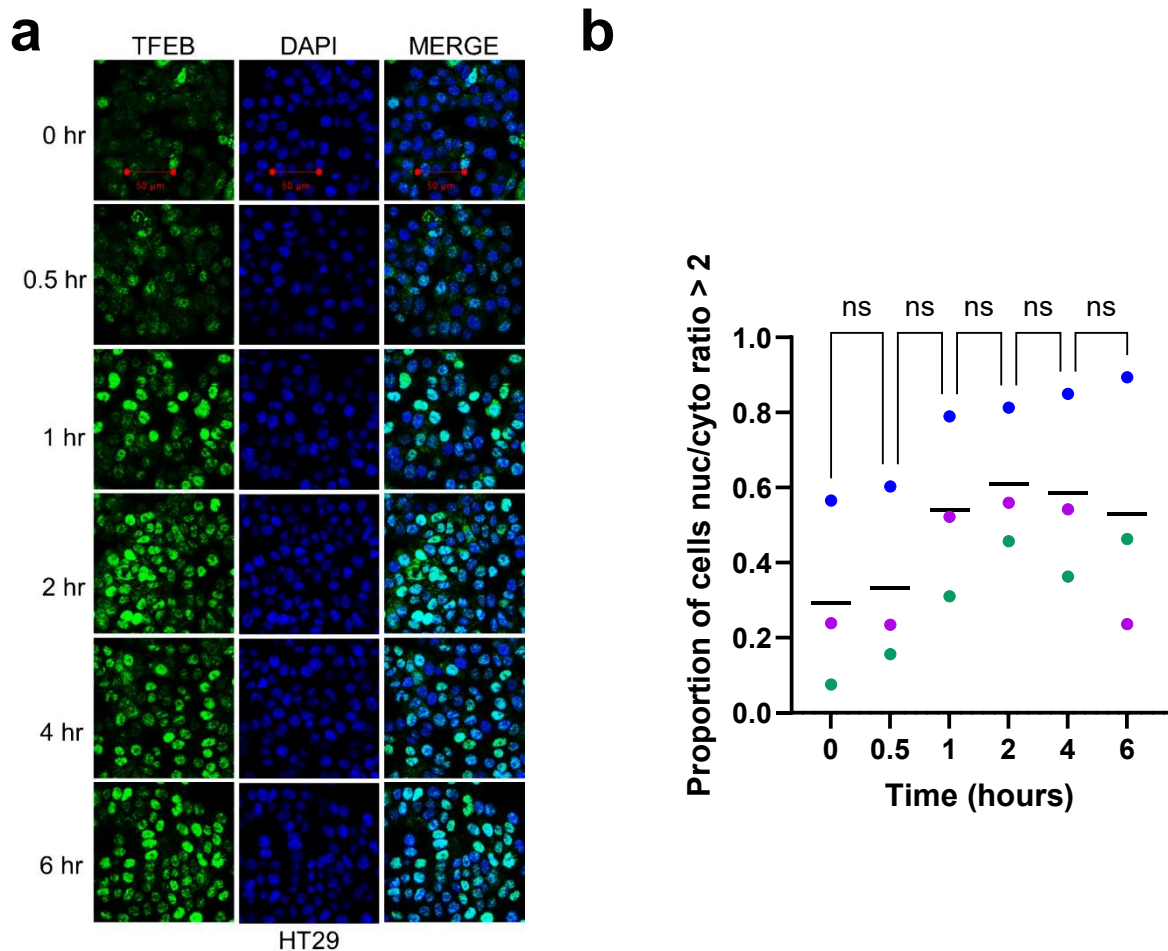 a
TFEB DAPI MERGE
0 hr
50 µm 50 µm 50 µm
0.5 hr
1 hr
2 hr
4 hr
6 hr
HT29
b
ns ns ns ns ns
Proportion of cells nuc/cyto ratio > 2
1.0
0.8
0.6
0.4
0.2
0.0
0 0.5 1 2 4 6
Time (hours)